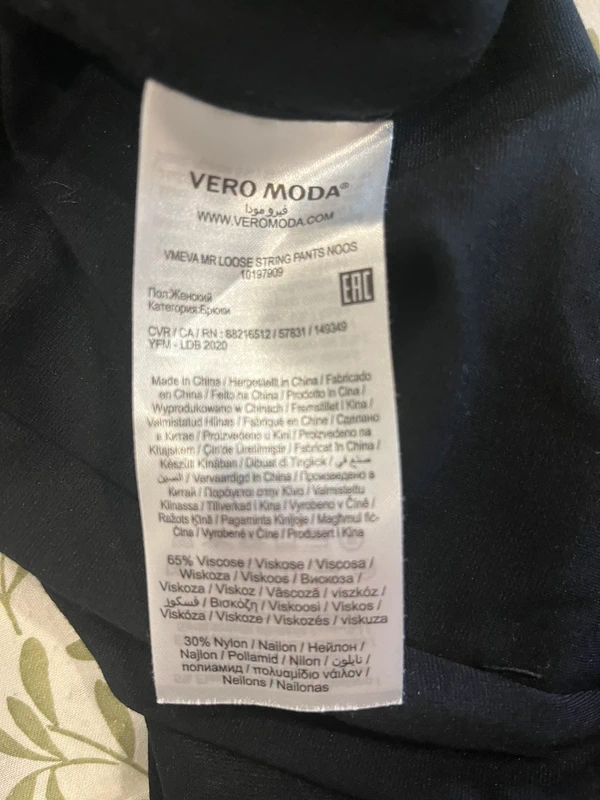 VERO MODA®
فيرومودا
WWW.VEROMODA.COM
VMEVA MR LOOSE STRING PANTS NOOS
10197909
EAC
Пол:Женский
Категория:Брюки
CVR / CA / RN : 88216512 / 57831 / 149349
YFM - LDB 2020
Made in China / Hergestellt in China / Fabricado
en China / Feito na China / Prodotto in Cina /
Wyprodukowano w Chinach / Fremstillet i Kina /
Valmistatud Hiinas / Fabriqué en Chine / Сделано
в Китае / Proizvedeno u Kini / Proizvedeno na
Kitajskem / Çin'de Üretilmiştir / Fabricat în China /
Készült Kínában / Dibuat di Tiongkok / صنع في
الصين / Vervaardigd in China / Произведено в
Китай / Παράγεται στην Κίνα / Valmistettu
Kiinassa / Tillverkad i Kina / Vyrobeno v Číně /
Ražots Ķīnā / Pagaminta Kinijoje / Magħmul fiċ-
Ċina / Vyrobené v Číne / Produsert i Kina
65% Viscose / Viskose / Viscosa /
Wiskoza / Viskoos / Вискоза /
Viskoza / Viskoz / Vâscoză / viszkóz /
فسكوز / Βισκόζη / Viskoosi / Viskos /
Viskóza / Viskoze / Viskozės / viskuza
30% Nylon / Nailon / Нейлон /
Najlon / Poliamid / Nilon / نايلون /
полиамид / πολυαμίδιο νάιλον /
Neilons / Nailonas